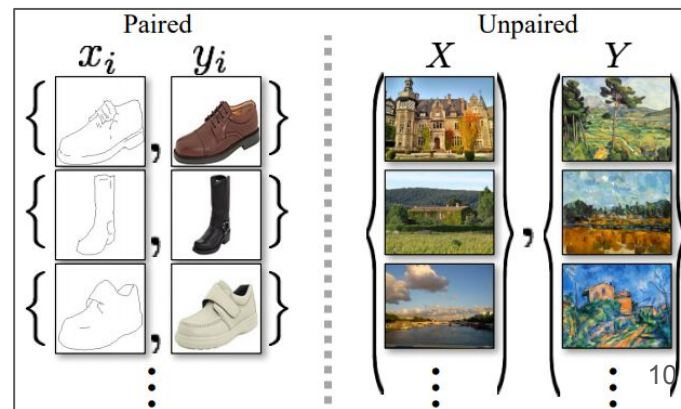 Paired
x_i y_i
{ , }
{ , }
{ , }
⋮ ⋮
Unpaired
X Y
{ } , { }
⋮ ⋮
10